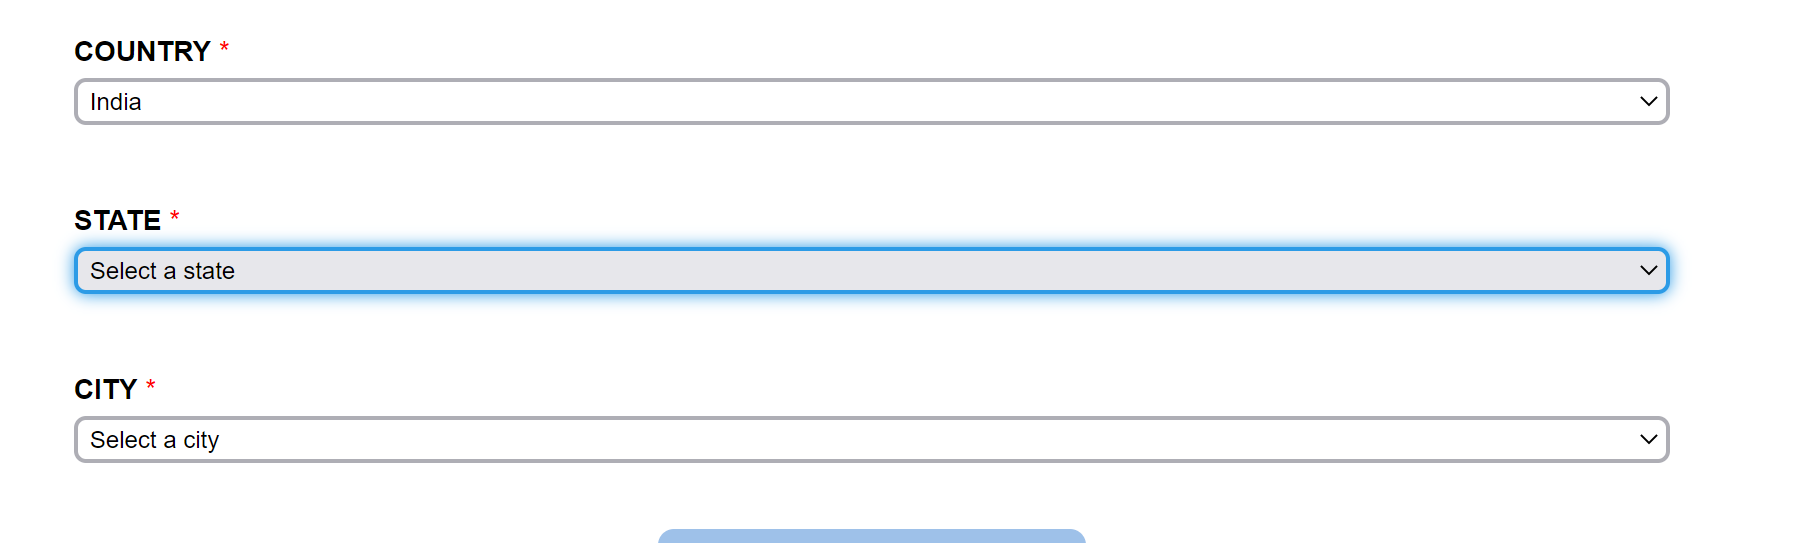 COUNTRY *
India
STATE *
Select a state
CITY *
Select a city